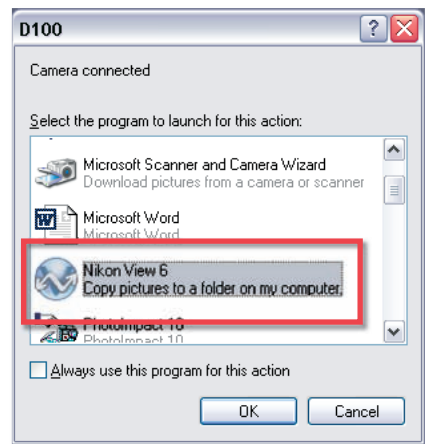 D100
Camera connected
Select the program to launch for this action:
Microsoft Scanner and Camera Wizard
Download pictures from a camera or scanner
Microsoft Word
Microsoft Word
Nikon View 6
Copy pictures to a folder on my computer.
PhotoImpact 10
PhotoImpact 10
Always use this program for this action
OK
Cancel